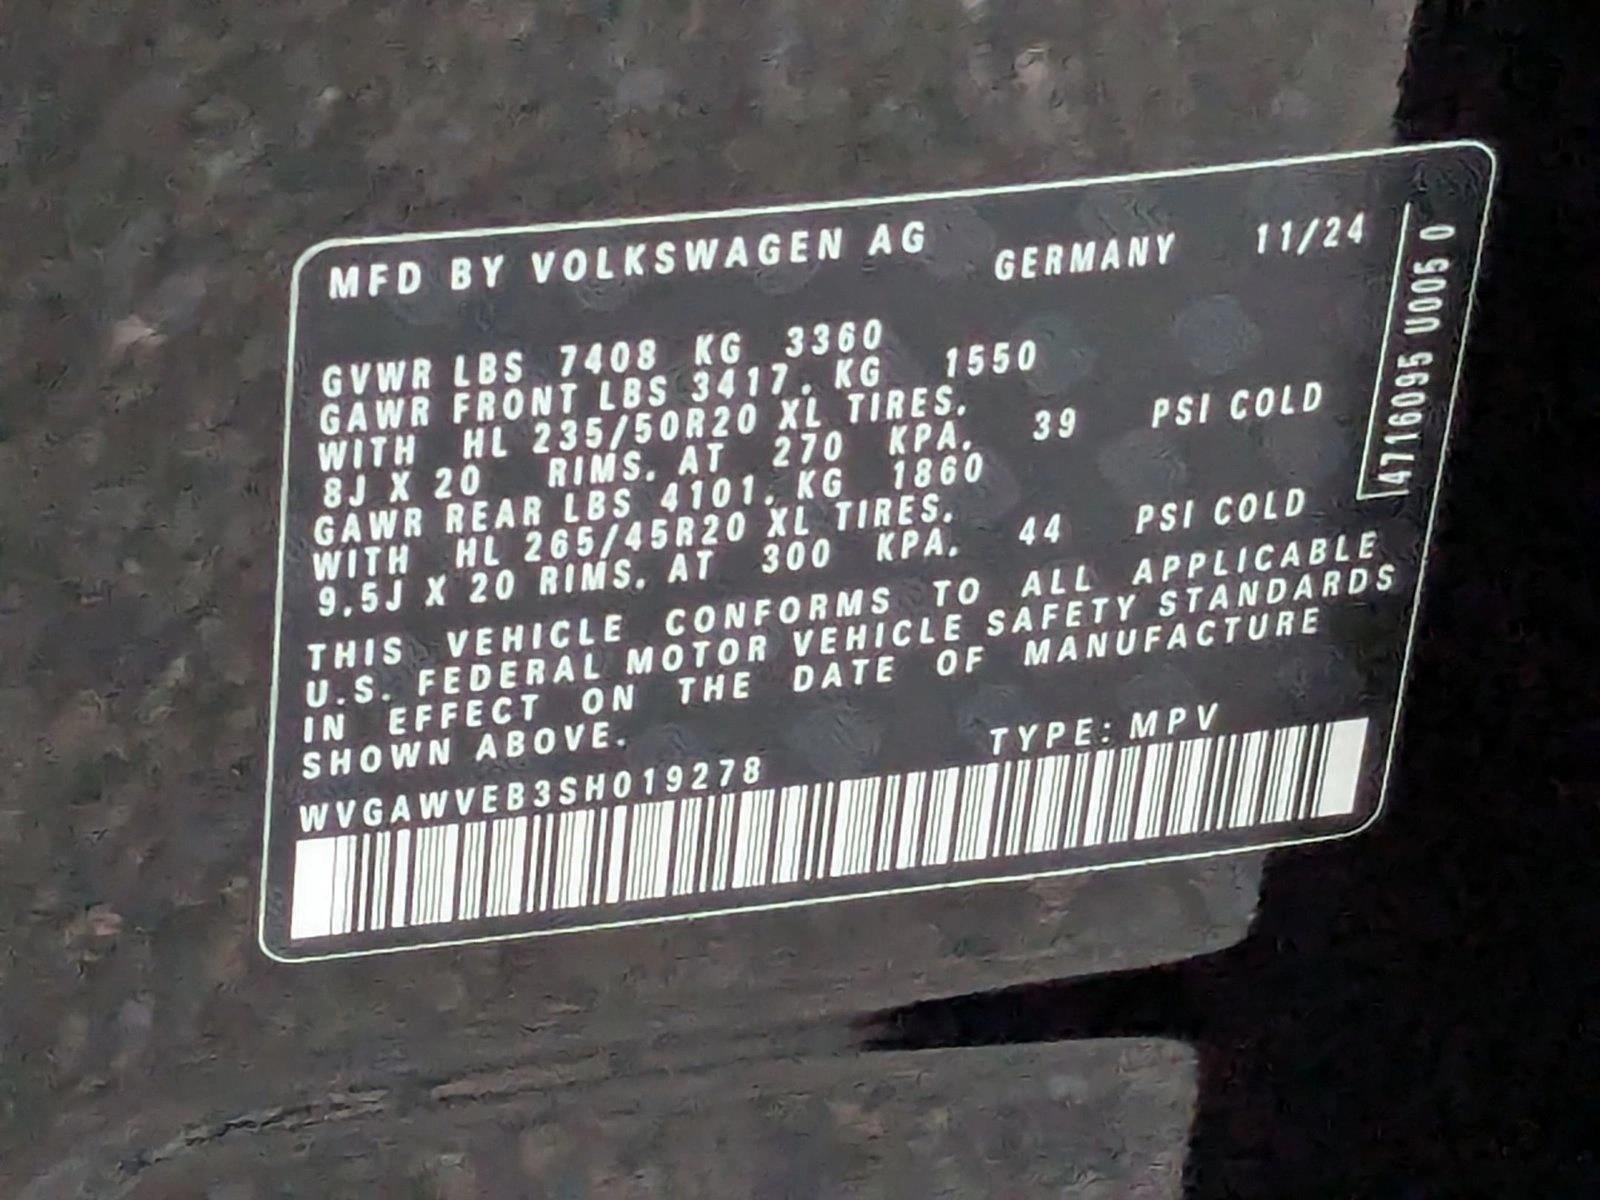 MFD BY VOLKSWAGEN AG GERMANY 11/24
GVWR LBS 7408 KG 3360
GAWR FRONT LBS 3417. KG 1550
WITH HL 235/50R20 XL TIRES.
8J X 20 RIMS. AT 270 KPA. 39 PSI COLD
GAWR REAR LBS 4101. KG 1860
WITH HL 265/45R20 XL TIRES.
9.5J X 20 RIMS. AT 300 KPA. 44 PSI COLD
THIS VEHICLE CONFORMS TO ALL APPLICABLE
U.S. FEDERAL MOTOR VEHICLE SAFETY STANDARDS
IN EFFECT ON THE DATE OF MANUFACTURE
SHOWN ABOVE.
WVGAWVEB3SH019278 TYPE: MPV
14716095 U005 0